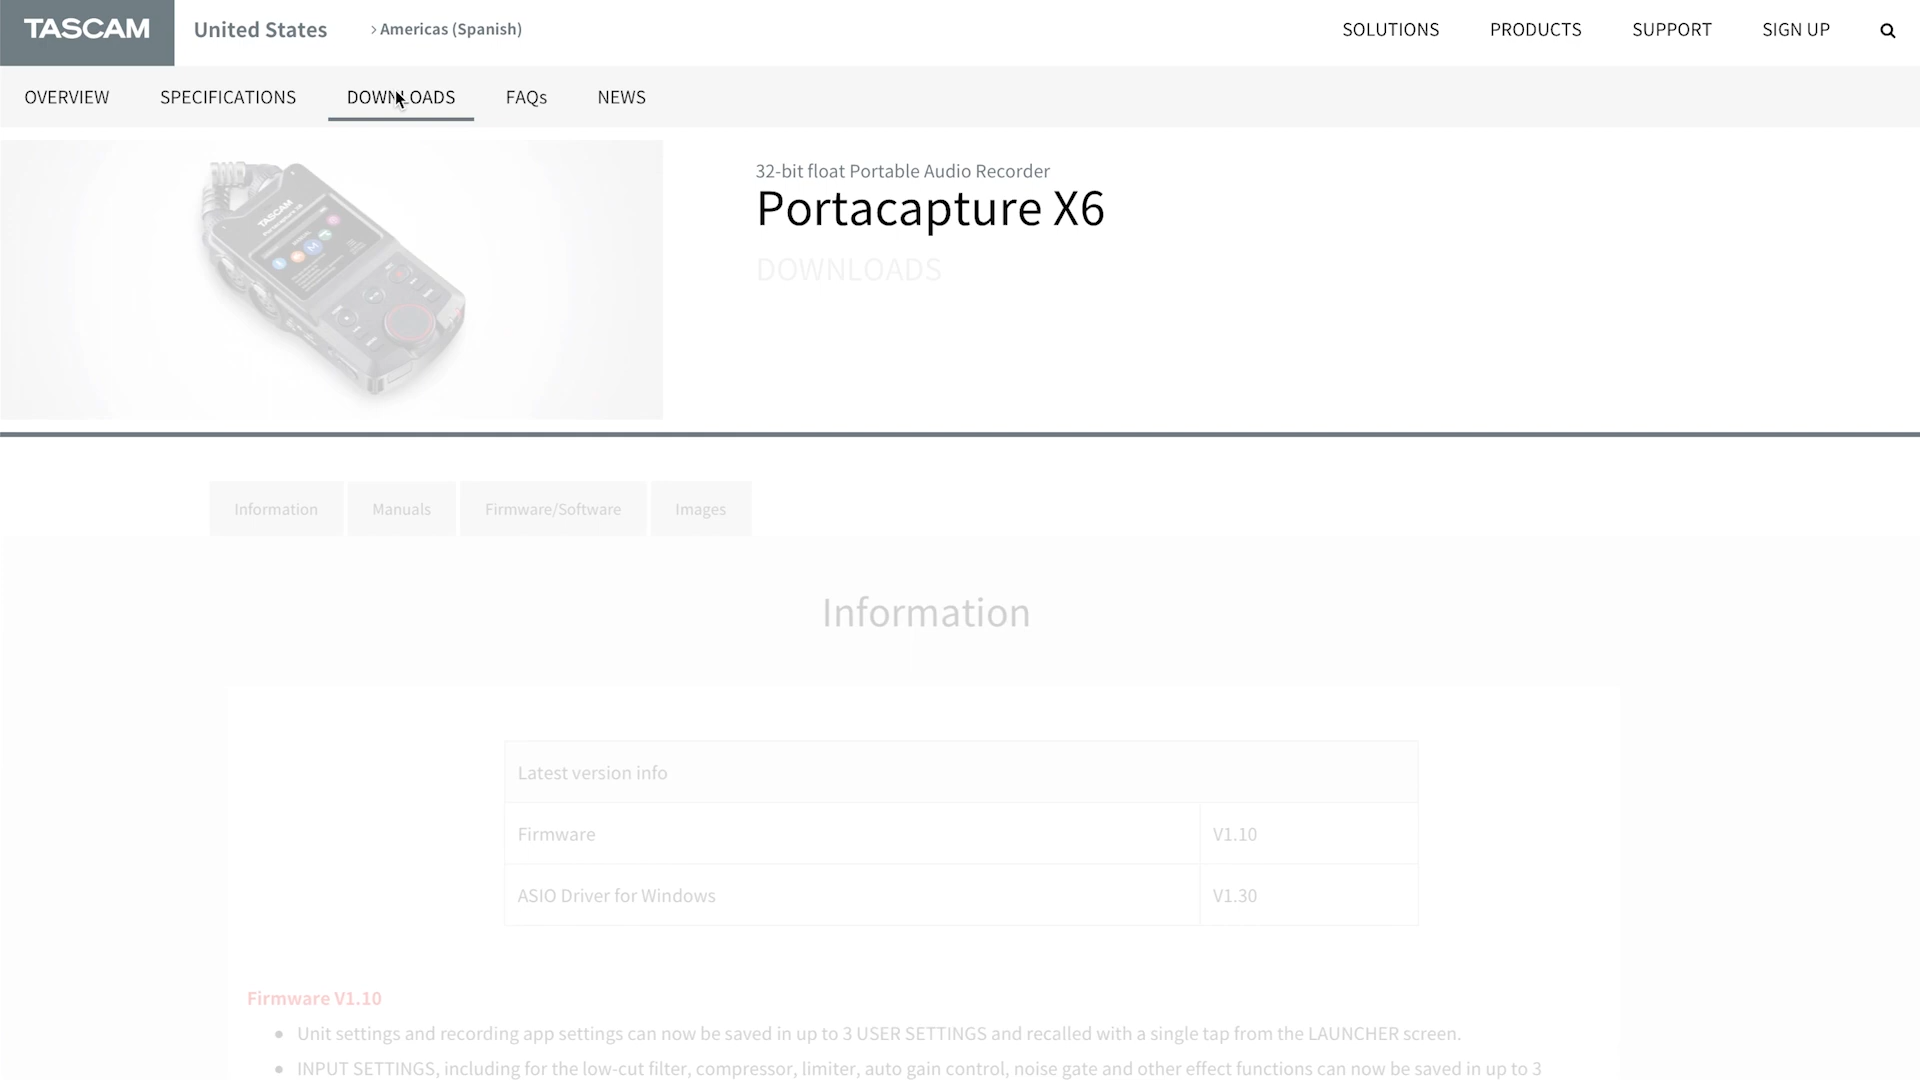 TASCAM
United States
> Americas (Spanish)
SOLUTIONS
PRODUCTS
SUPPORT
SIGN UP
OVERVIEW
SPECIFICATIONS
DOWNLOADS
FAQs
NEWS
TASCAM
32-bit float Portable Audio Recorder
Portacapture X6
DOWNLOADS
Information
Manuals
Firmware/Software
Images
Information
Latest version info
Firmware V1.10
ASIO Driver for Windows V1.30
Firmware V1.10
● Unit settings and recording app settings can now be saved in up to 3 USER SETTINGS and recalled with a single tap from the LAUNCHER screen.
● INPUT SETTINGS, including for the low-cut filter, compressor, limiter, auto gain control, noise gate and other effect functions can now be saved in up to 3